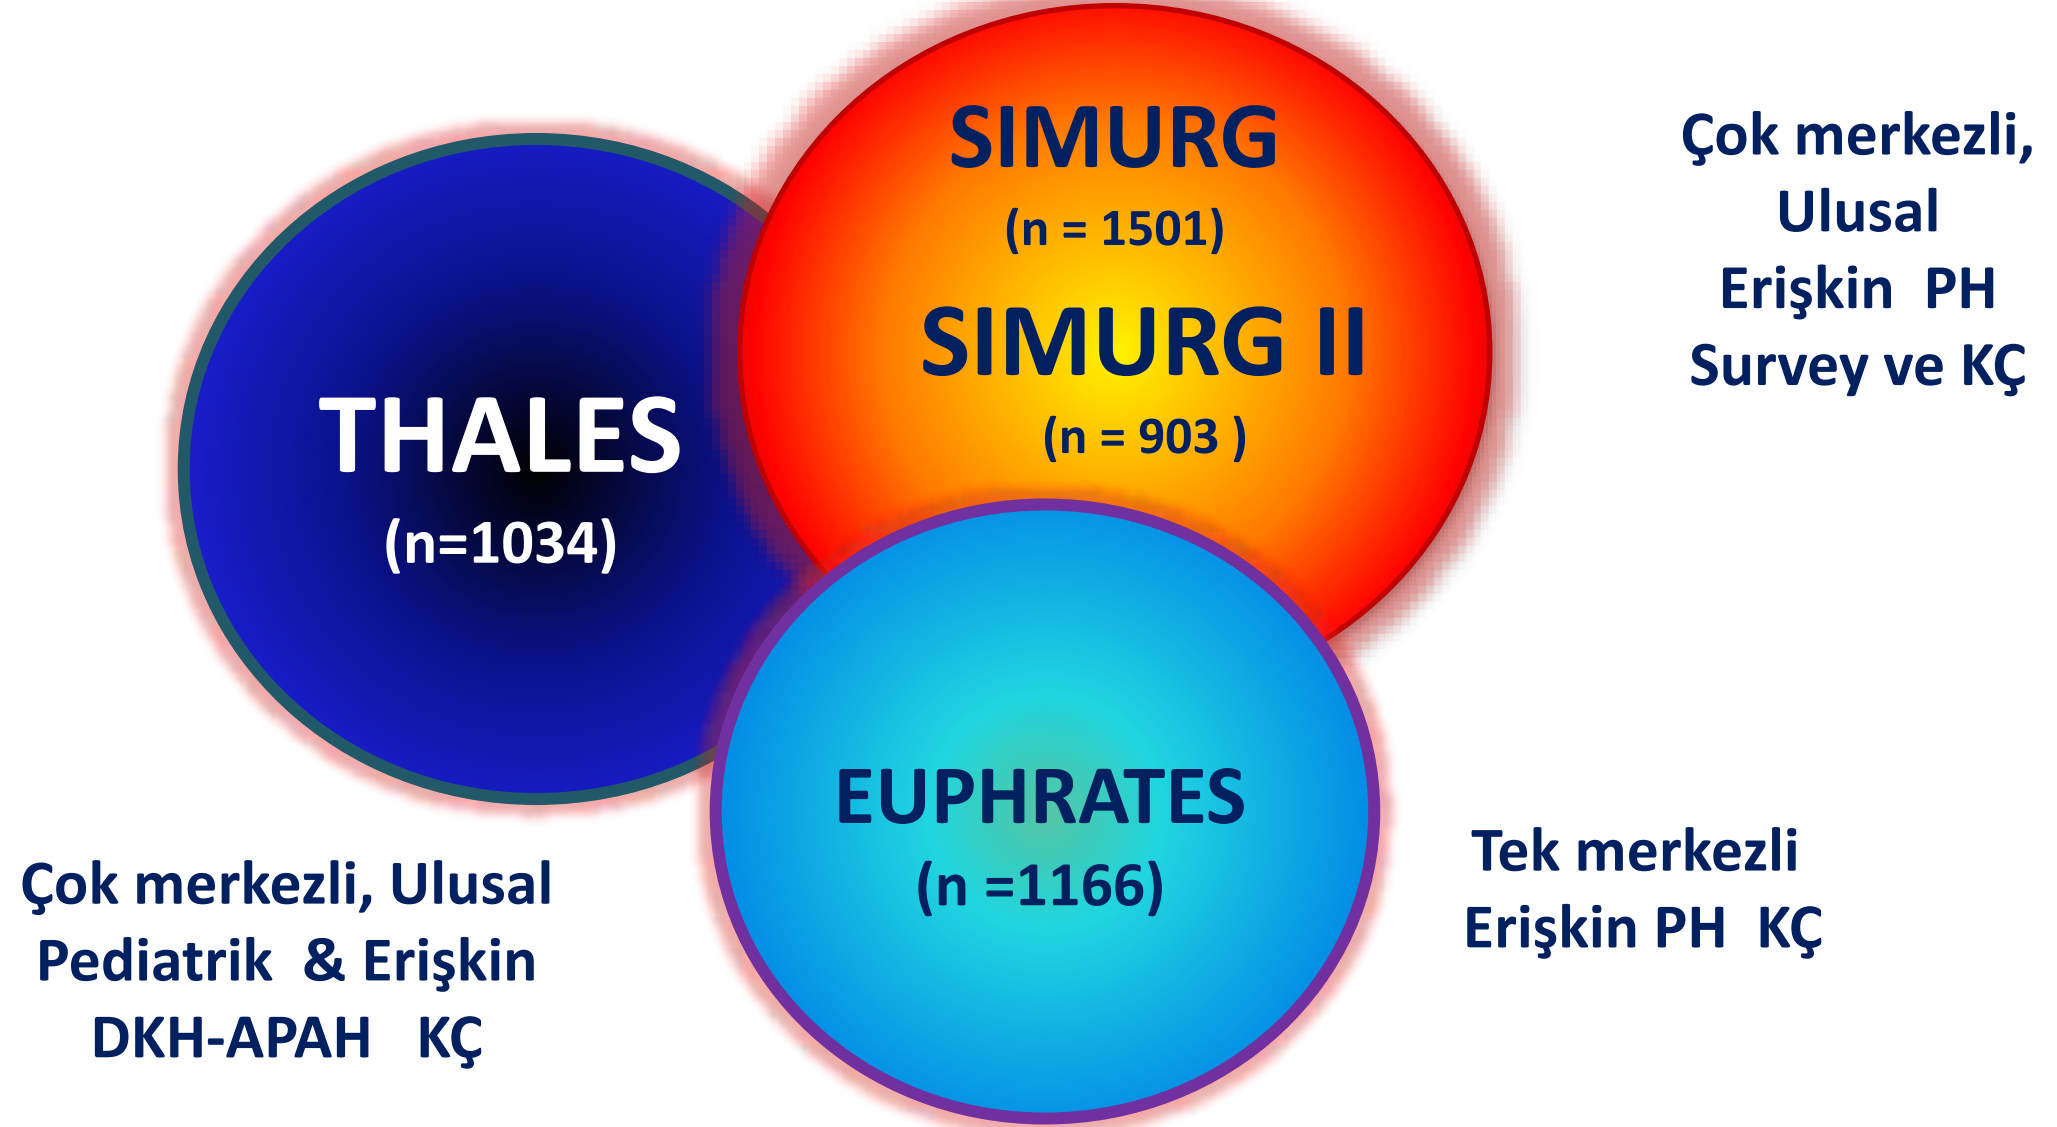 SIMURG
(n = 1501)
SIMURG II
(n = 903 )
Çok merkezli,
Ulusal
Erişkin  PH
Survey ve KÇ
THALES
(n=1034)
Çok merkezli, Ulusal
Pediatrik  & Erişkin
DKH-APAH   KÇ
EUPHRATES
(n =1166)
Tek merkezli
Erişkin PH  KÇ